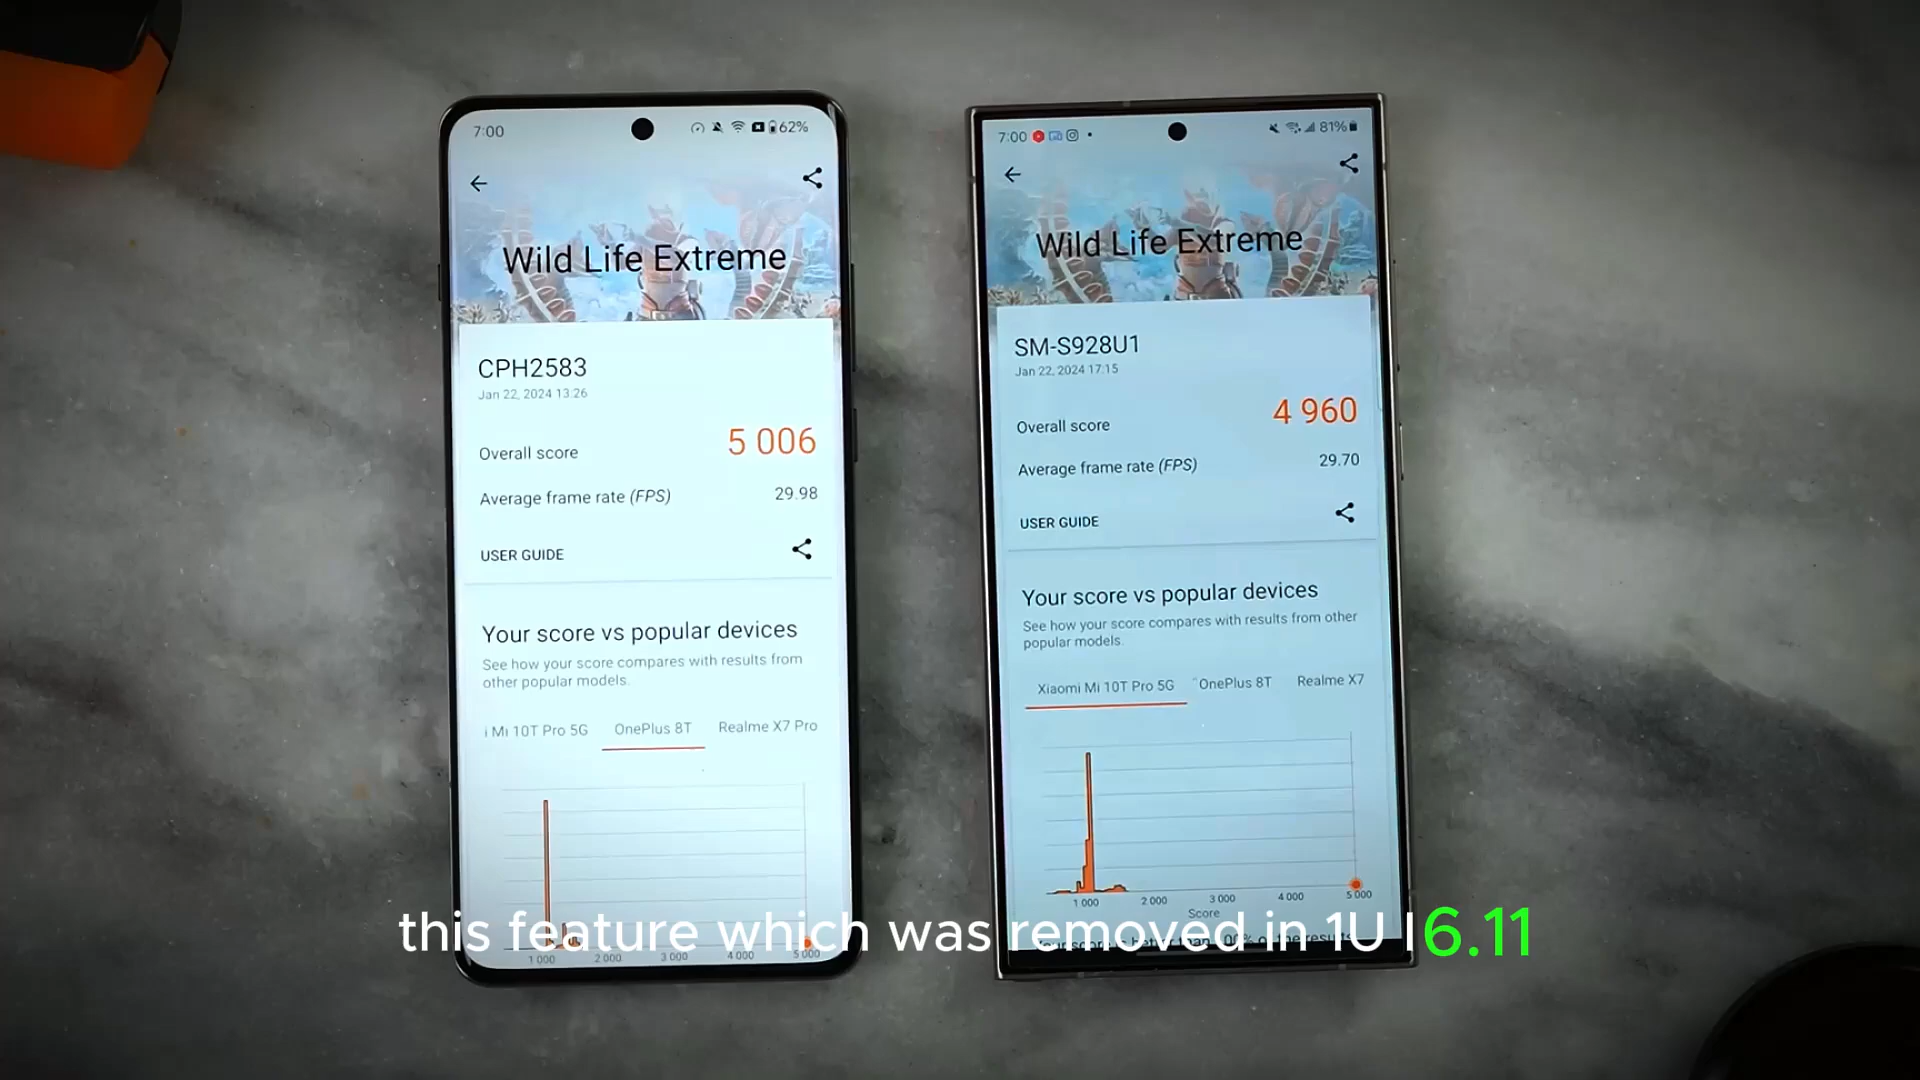 7:00
62%
Wild Life Extreme
CPH2583
Jan 22, 2024 13:26
Overall score
5 006
Average frame rate (FPS)
29.98
USER GUIDE
Your score vs popular devices
See how your score compares with results from
other popular models.
i Mi 10T Pro 5G
OnePlus 8T
Realme X7 Pro
1 000
2 000
3 000
4 000
5 000
7:00
81%
Wild Life Extreme
SM-S928U1
Jan 22, 2024 17:15
Overall score
4 960
Average frame rate (FPS)
29.70
USER GUIDE
Your score vs popular devices
See how your score compares with results from other
popular models.
Xiaomi Mi 10T Pro 5G
OnePlus 8T
Realme X7
1 000
2 000
3 000
4 000
5 000
Score
this feature which was removed in 1U I 6.11